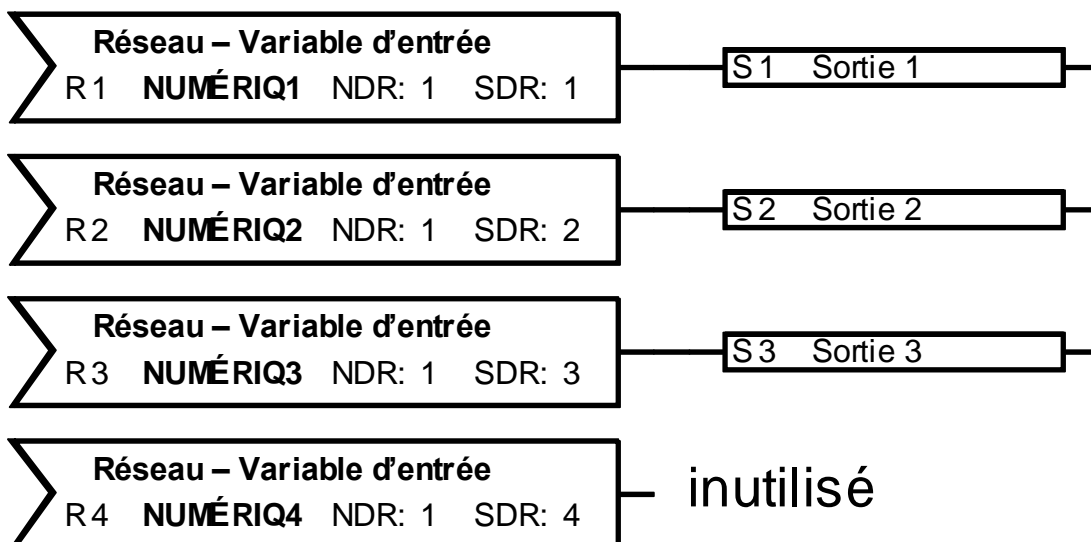 Réseau – Variable d'entrée
R1 NUMÉRIQ1 NDR: 1 SDR: 1
S1 Sortie 1
Réseau – Variable d'entrée
R2 NUMÉRIQ2 NDR: 1 SDR: 2
S2 Sortie 2
Réseau – Variable d'entrée
R3 NUMÉRIQ3 NDR: 1 SDR: 3
S3 Sortie 3
Réseau – Variable d'entrée
R4 NUMÉRIQ4 NDR: 1 SDR: 4
inutilisé